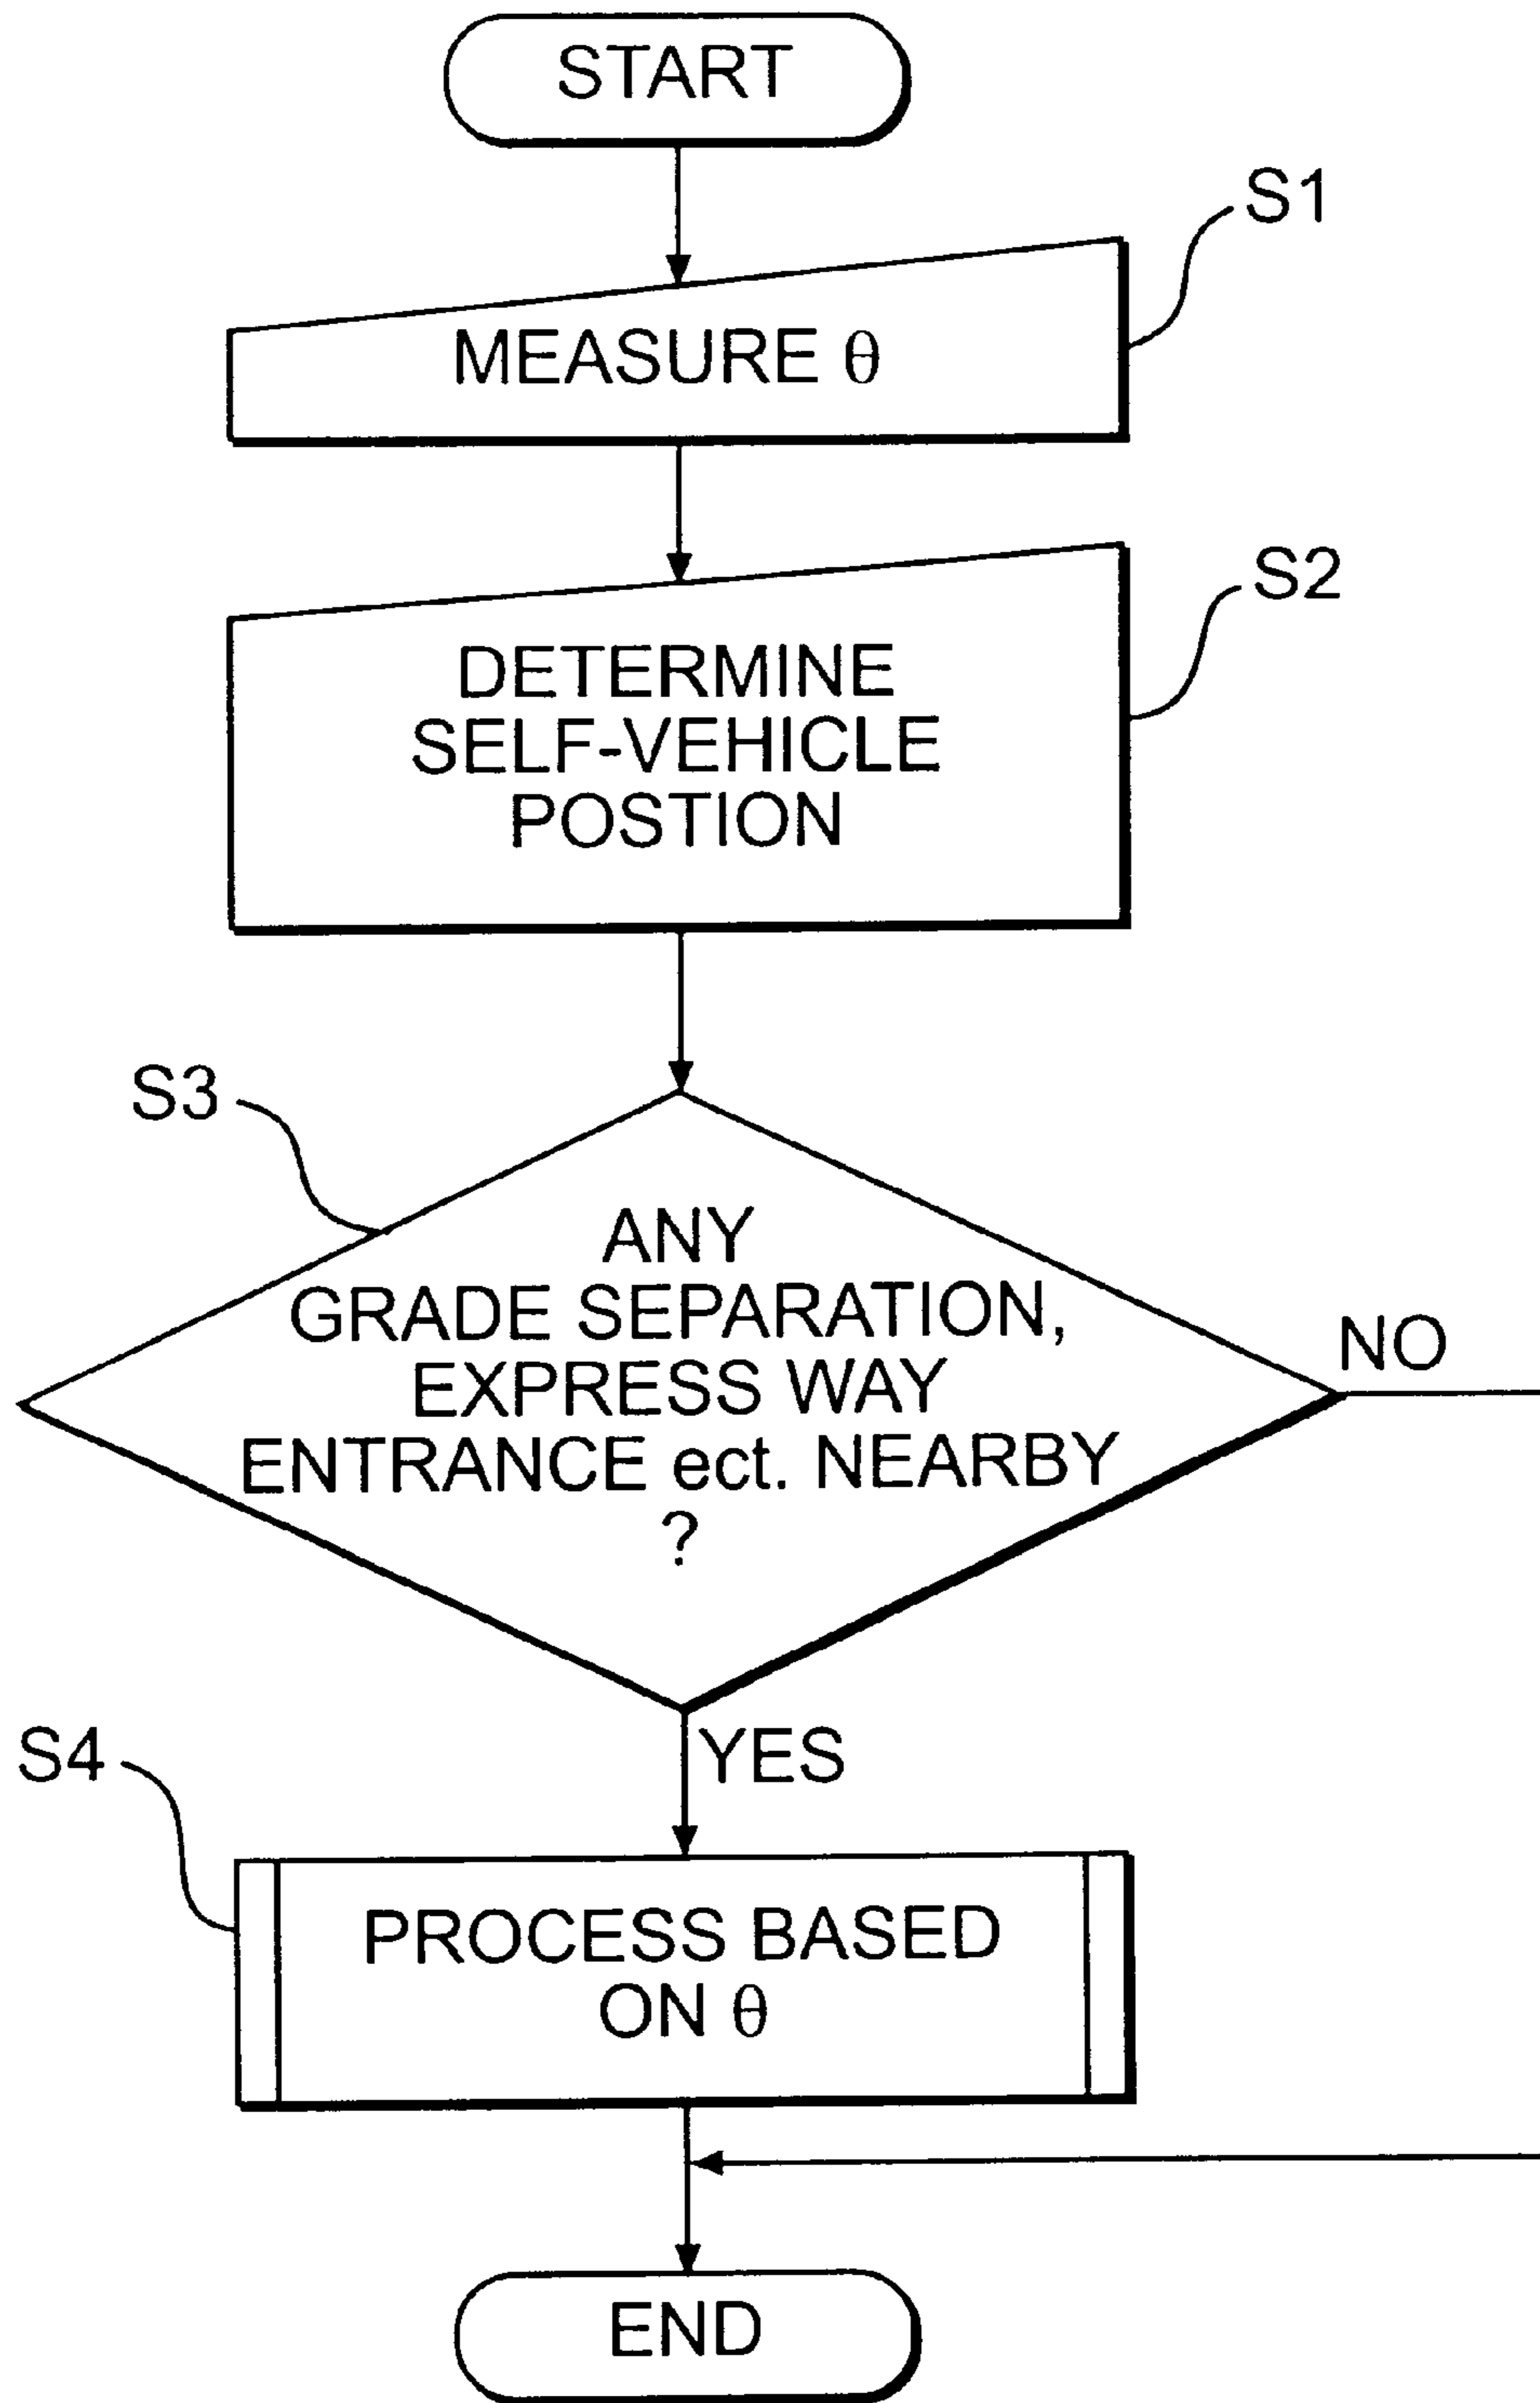 START
S1
MEASURE θ
S2
DETERMINE
SELF-VEHICLE
POSTION
S3
ANY
GRADE SEPARATION,
EXPRESS WAY
ENTRANCE ect. NEARBY
?
NO
YES
S4
PROCESS BASED
ON θ
END